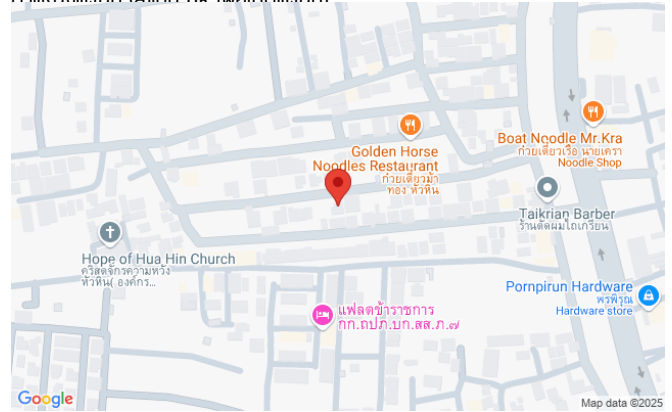 Golden Horse
Noodles Restaurant
ก๋วยเตี๋ยวม้า
ทอง หัวหิน
Boat Noodle Mr.Kra
ก๋วยเตี๋ยวเรือ นายเครา
Noodle Shop
Taikrian Barber
ร้านตัดผมไถเกรียน
Hope of Hua Hin Church
คริสตจักรความหวัง
หัวหิน( องค์กร...
Pornpirun Hardware
พรพิรุณ
Hardware store
แฟลตข้าราชการ
กก.ถปภ.บก.สส.ภ.๗
Google
Map data ©2025